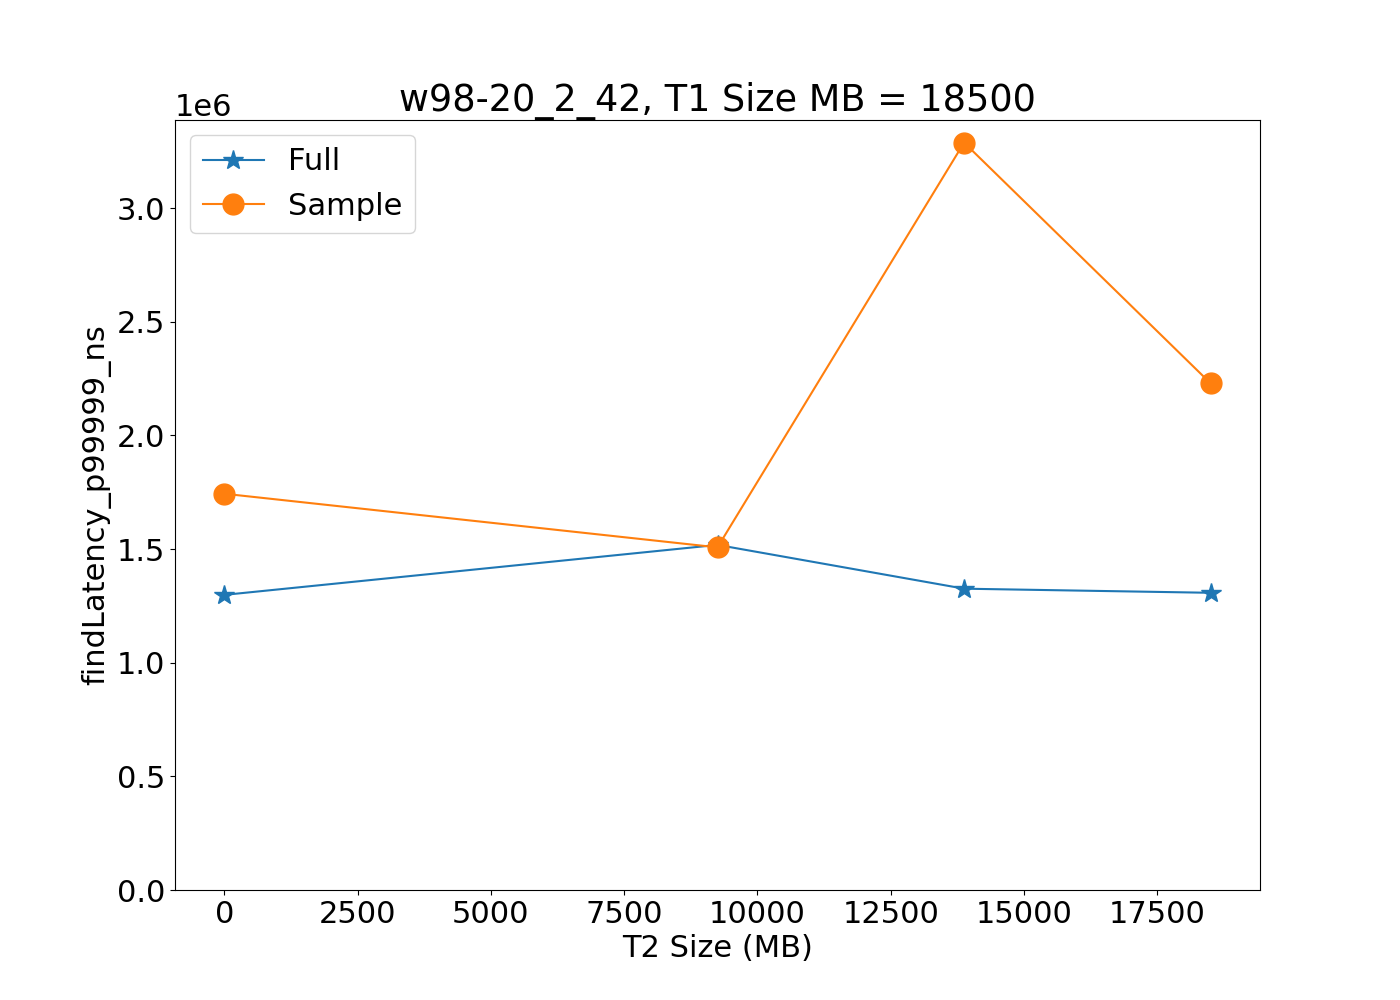 w98-20_2_42, T1 Size MB = 18500
1e6
Full
Sample
3.0
2.5
2.0
1.5
1.0
0.5
0.0
findLatency_p99999_ns
0 2500 5000 7500 10000 12500 15000 17500
T2 Size (MB)